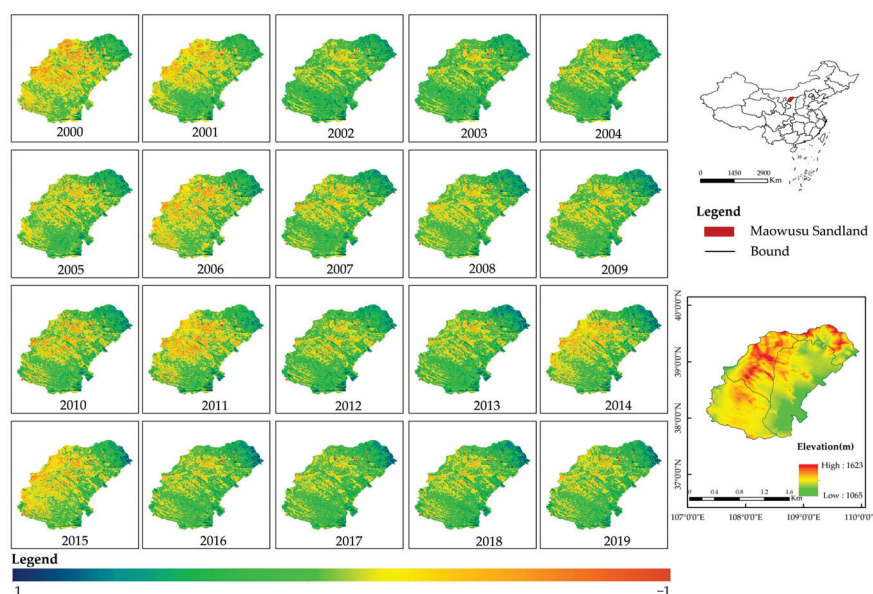 2000
2001
2002
2003
2004
2005
2006
2007
2008
2009
2010
2011
2012
2013
2014
2015
2016
2017
2018
2019
Legend
1
−1
0 1450 2900
Km
Legend
Maowusu Sandland
Bound
40°0'0"N
39°0'0"N
38°0'0"N
37°0'0"N
Elevation(m)
High : 1623
Low : 1065
0 0.4 0.8 1.2 1.6
Km
107°0'0"E 108°0'0"E 109°0'0"E 110°0'0"E